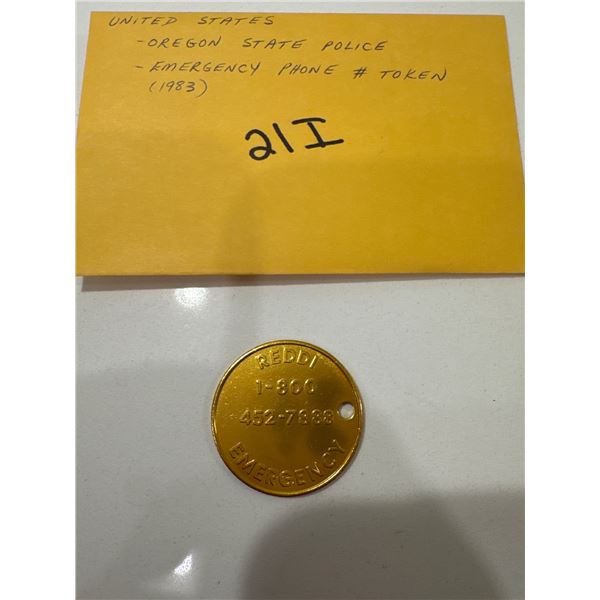 UNITED STATES
- OREGON STATE POLICE
- EMERGENCY PHONE # TOKEN
(1983)
21I
REDDI
1-800
452-7888
EMERGENCY